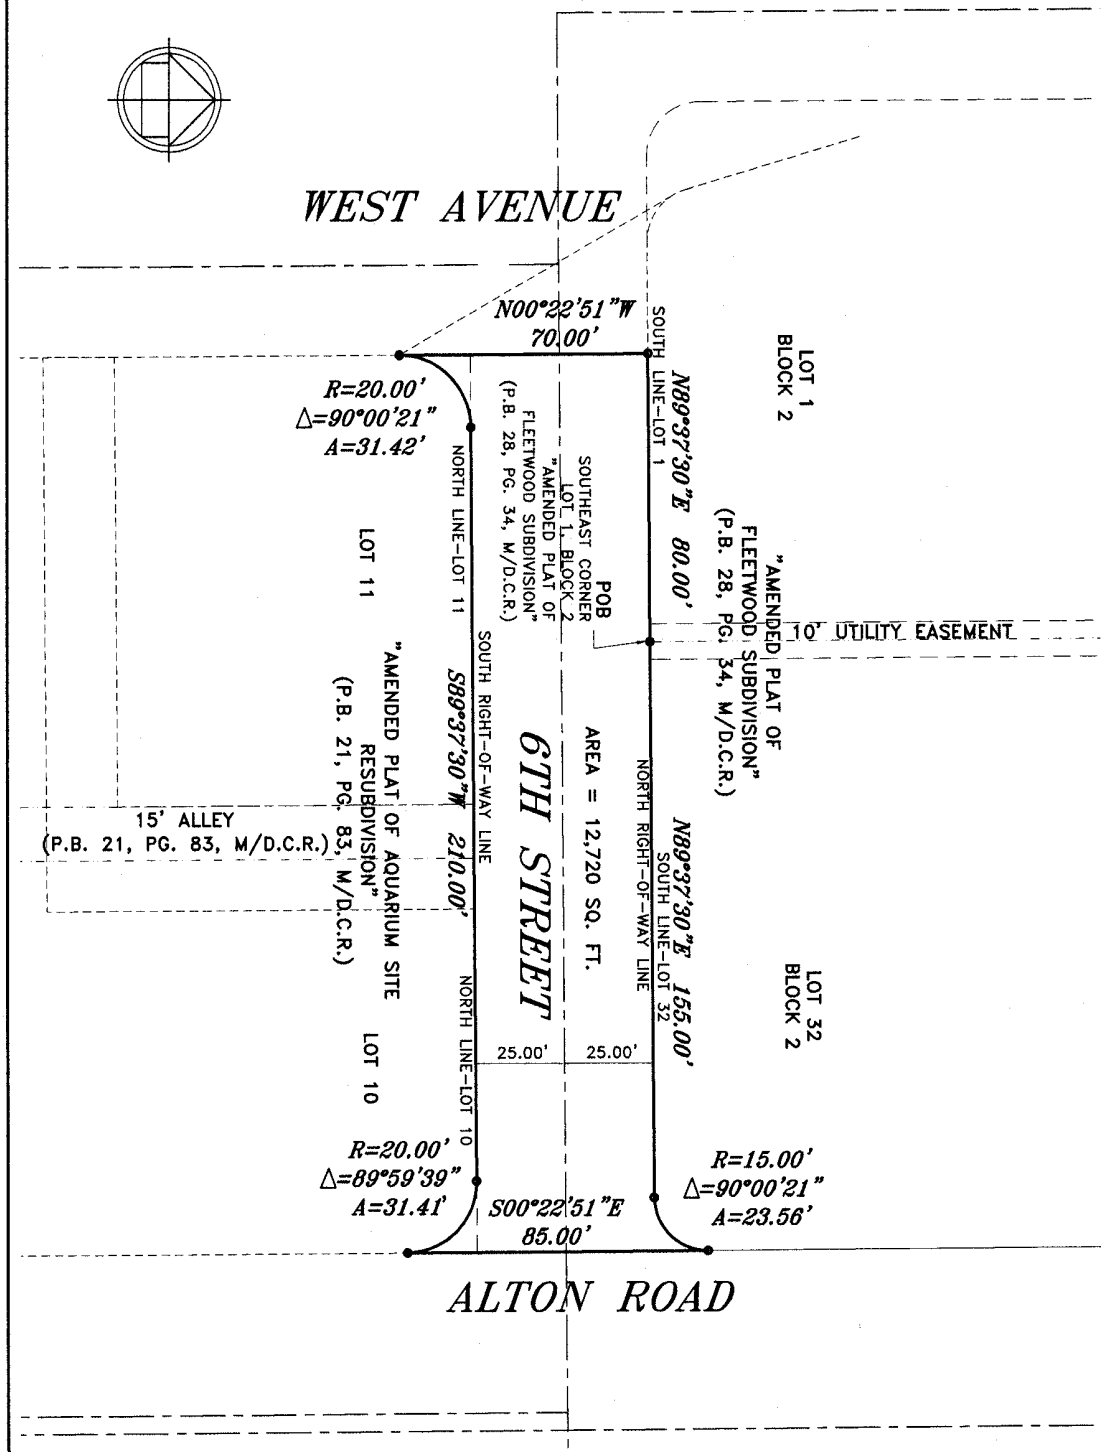 WEST AVENUE
N00°22'51"W
70.00'
R=20.00'
Δ=90°00'21"
A=31.42'
SOUTH LINE-LOT 1
N89°37'30"E 80.00'
LOT 1
BLOCK 2
"AMENDED PLAT OF
FLEETWOOD SUBDIVISION"
(P.B. 28, PG. 34, M/D.C.R.)
POB
SOUTHEAST CORNER
LOT 1, BLOCK 2
"AMENDED PLAT OF
FLEETWOOD SUBDIVISION"
(P.B. 28, PG. 34, M/D.C.R.)
10' UTILITY EASEMENT
NORTH LINE-LOT 11
LOT 11
SOUTH RIGHT-OF-WAY LINE
S89°37'30"W 210.00'
"AMENDED PLAT OF AQUARIUM SITE
RESUBDIVISION"
(P.B. 21, PG. 83, M/D.C.R.)
15' ALLEY
(P.B. 21, PG. 83, M/D.C.R.)
6TH STREET
AREA = 12,720 SQ. FT.
NORTH RIGHT-OF-WAY LINE
N89°37'30"E 155.00'
SOUTH LINE-LOT 32
LOT 32
BLOCK 2
25.00' 25.00'
NORTH LINE-LOT 10
LOT 10
R=20.00'
Δ=89°59'39"
A=31.41'
S00°22'51"E
85.00'
R=15.00'
Δ=90°00'21"
A=23.56'
ALTON ROAD